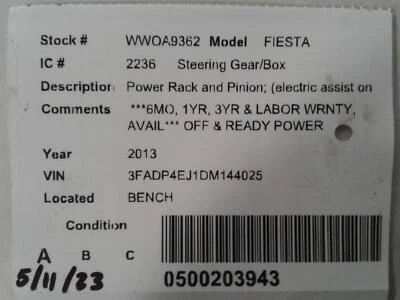 Stock # WWOA9362 Model FIESTA
IC # 2236 Steering Gear/Box
Description Power Rack and Pinion; (electric assist on
Comments ***6MO, 1YR, 3YR & LABOR WRNTY,
AVAIL*** OFF & READY POWER
Year 2013
VIN 3FADP4EJ1DM144025
Located BENCH
Condition
A B C
5/11/23
0500203943